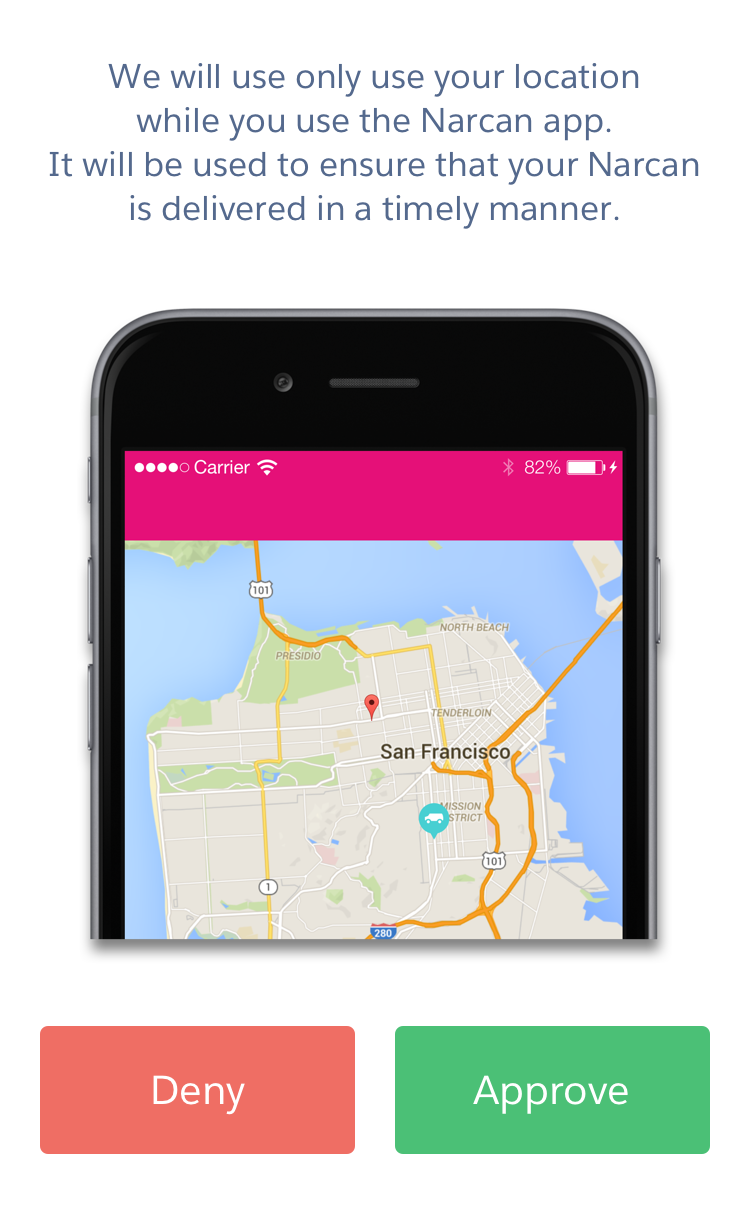 We will use only use your location
while you use the Narcan app.
It will be used to ensure that your Narcan
is delivered in a timely manner.
Carrier 82%
101
NORTH BEACH
PRESIDIO
TENDERLOIN
San Francisco
MISSION
STRICT
101
1
280
Deny Approve